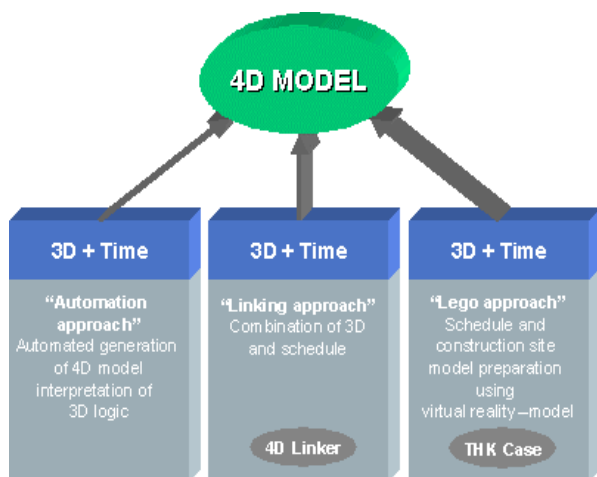 4D MODEL
3D + Time
"Automation
approach"
Automated generation
of 4D model
interpretation of
3D logic
3D + Time
"Linking approach"
Combination of 3D
and schedule
4D Linker
3D + Time
"Lego approach"
Schedule and
construction site
model preparation
using
virtual reality–model
THK Case